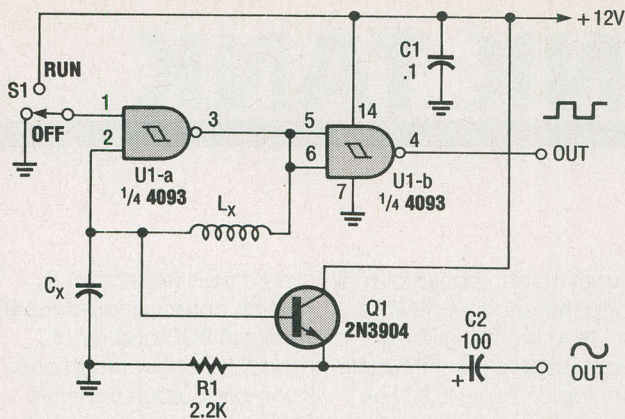 +12V
C1
.1
RUN
S1
OFF
1
2
3
14
5
6
4
7
U1-a
1/4 4093
U1-b
1/4 4093
OUT
LX
CX
Q1
2N3904
C2
100
+
R1
2.2K
OUT